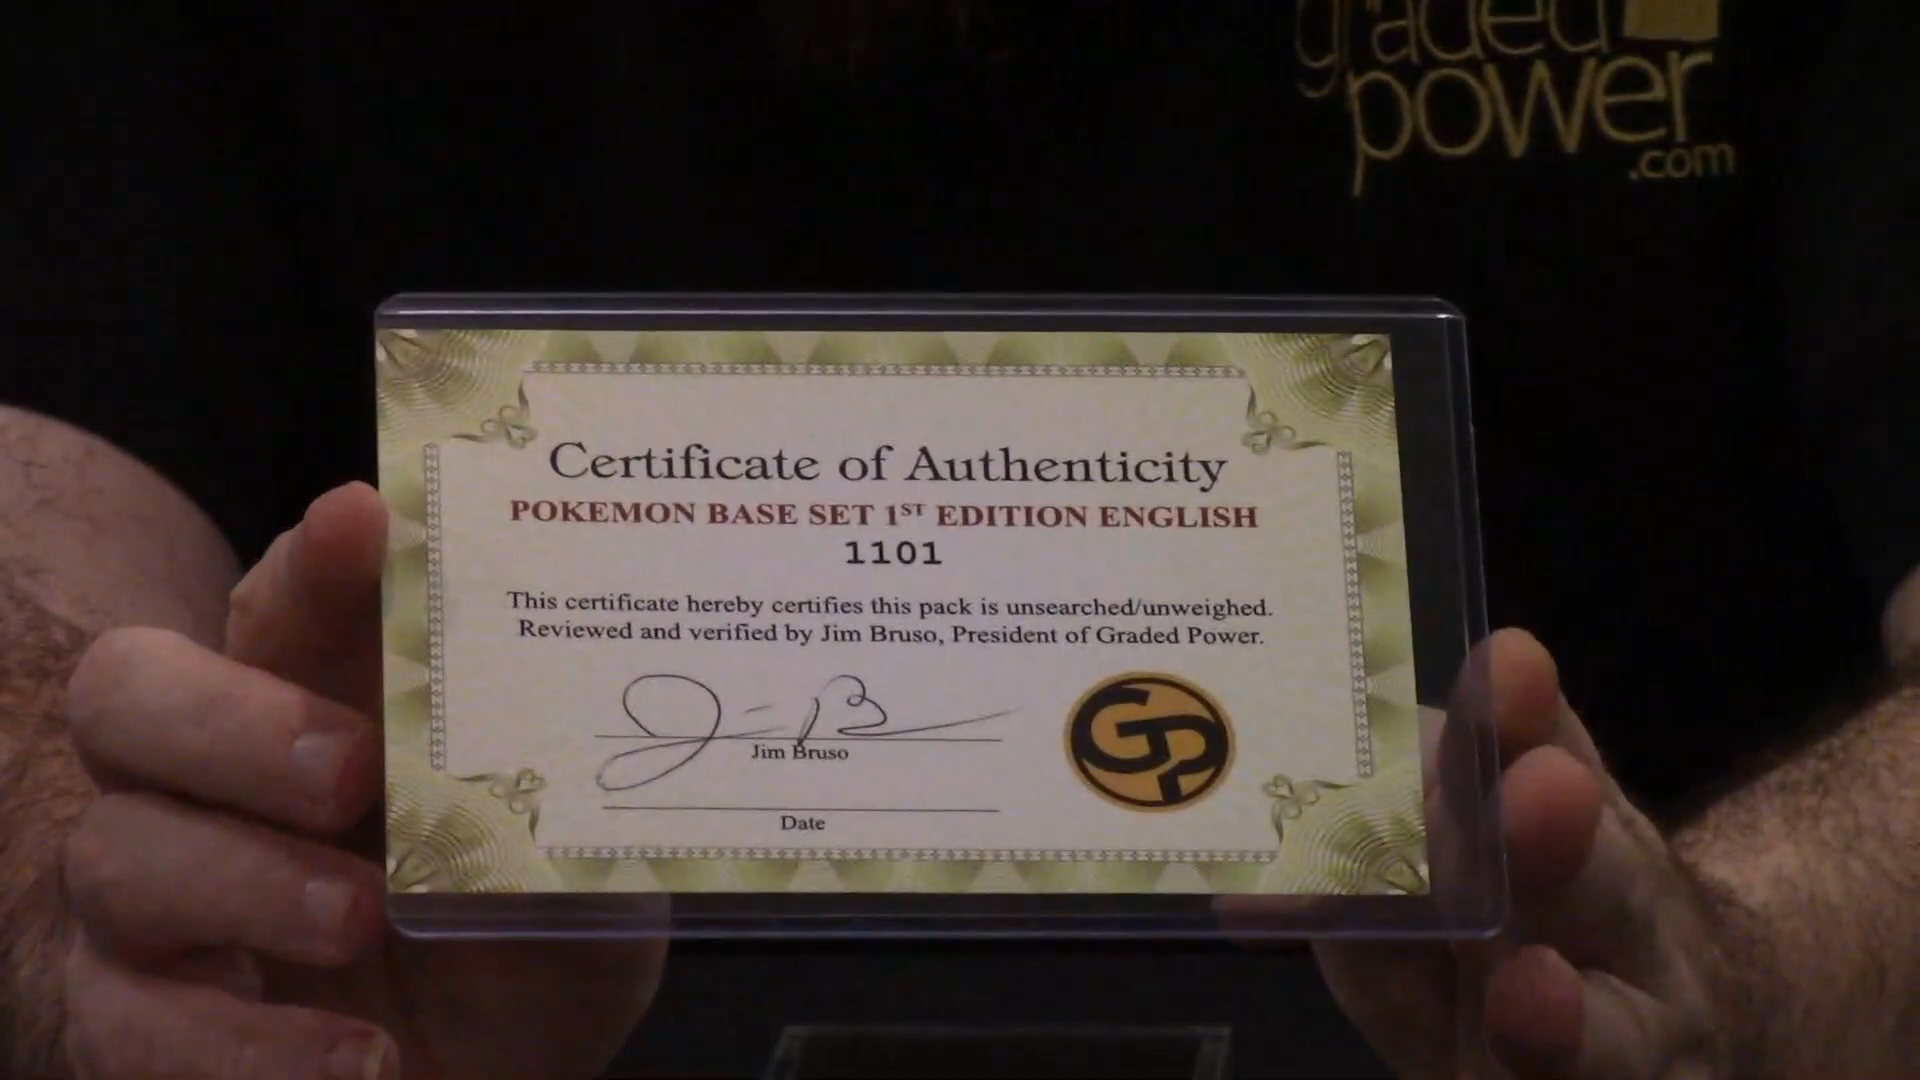 graded
power
.com
Certificate of Authenticity
POKEMON BASE SET 1ST EDITION ENGLISH
1101
This certificate hereby certifies this pack is unsearched/unweighed.
Reviewed and verified by Jim Bruso, President of Graded Power.
Jim Bruso
GP
Date